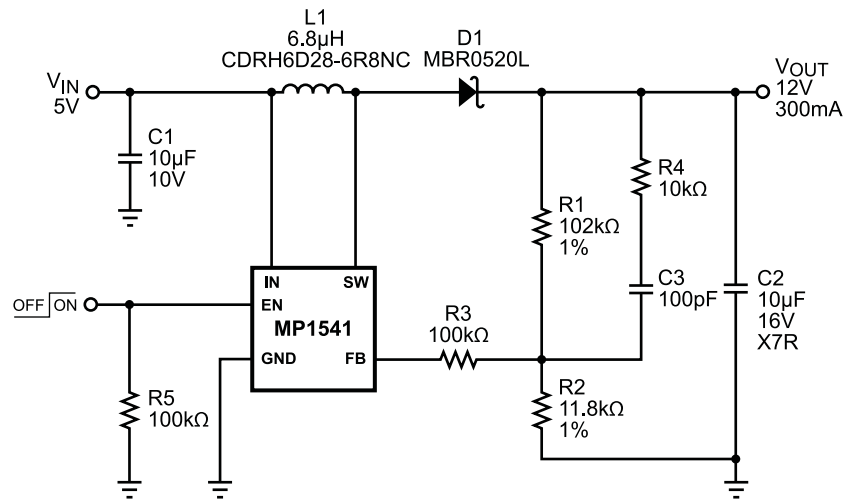 L1
6.8µH
CDRH6D28-6R8NC
D1
MBR0520L
VIN
5V
VOUT
12V
300mA
C1
10µF
10V
R4
10kΩ
R1
102kΩ
1%
C3
100pF
C2
10µF
16V
X7R
IN
SW
OFF
ON
EN
MP1541
GND
FB
R3
100kΩ
R5
100kΩ
R2
11.8kΩ
1%